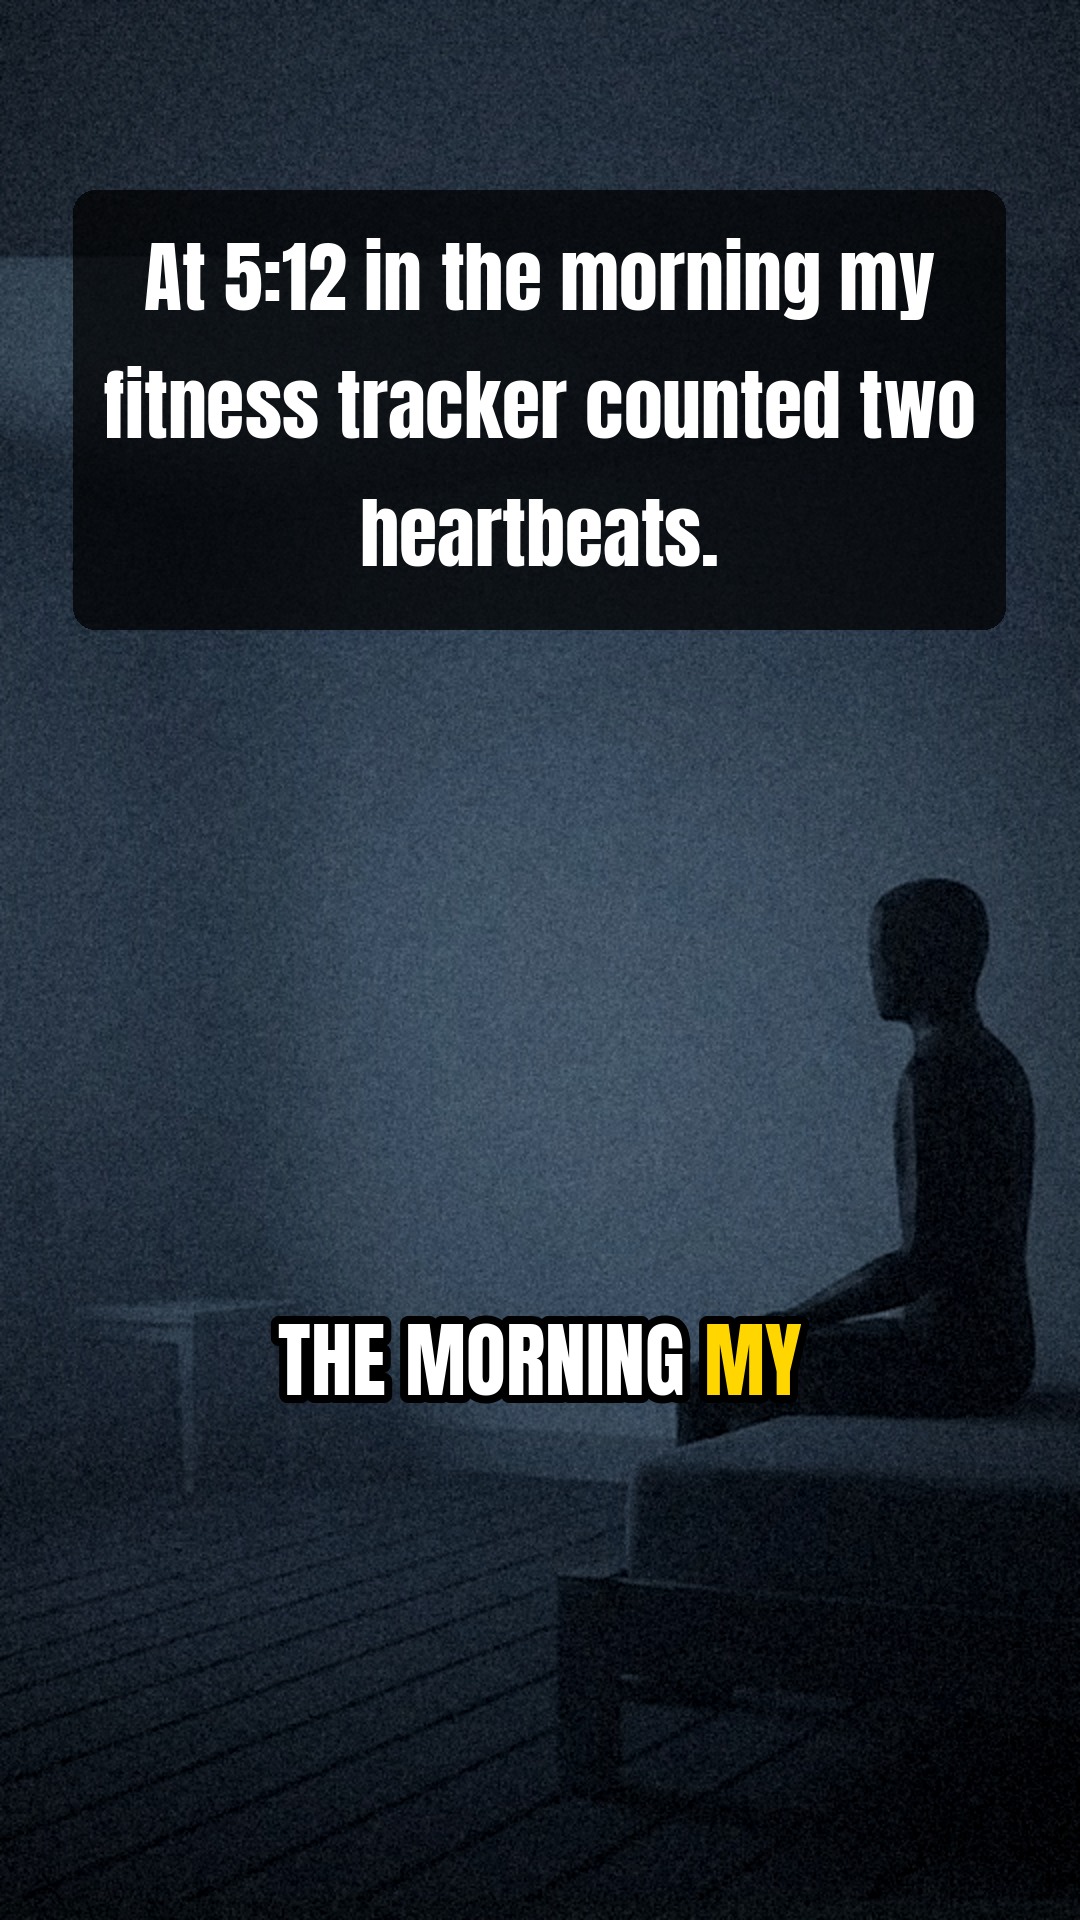 At 5:12 in the morning my
fitness tracker counted two
heartbeats.
THE MORNING MY